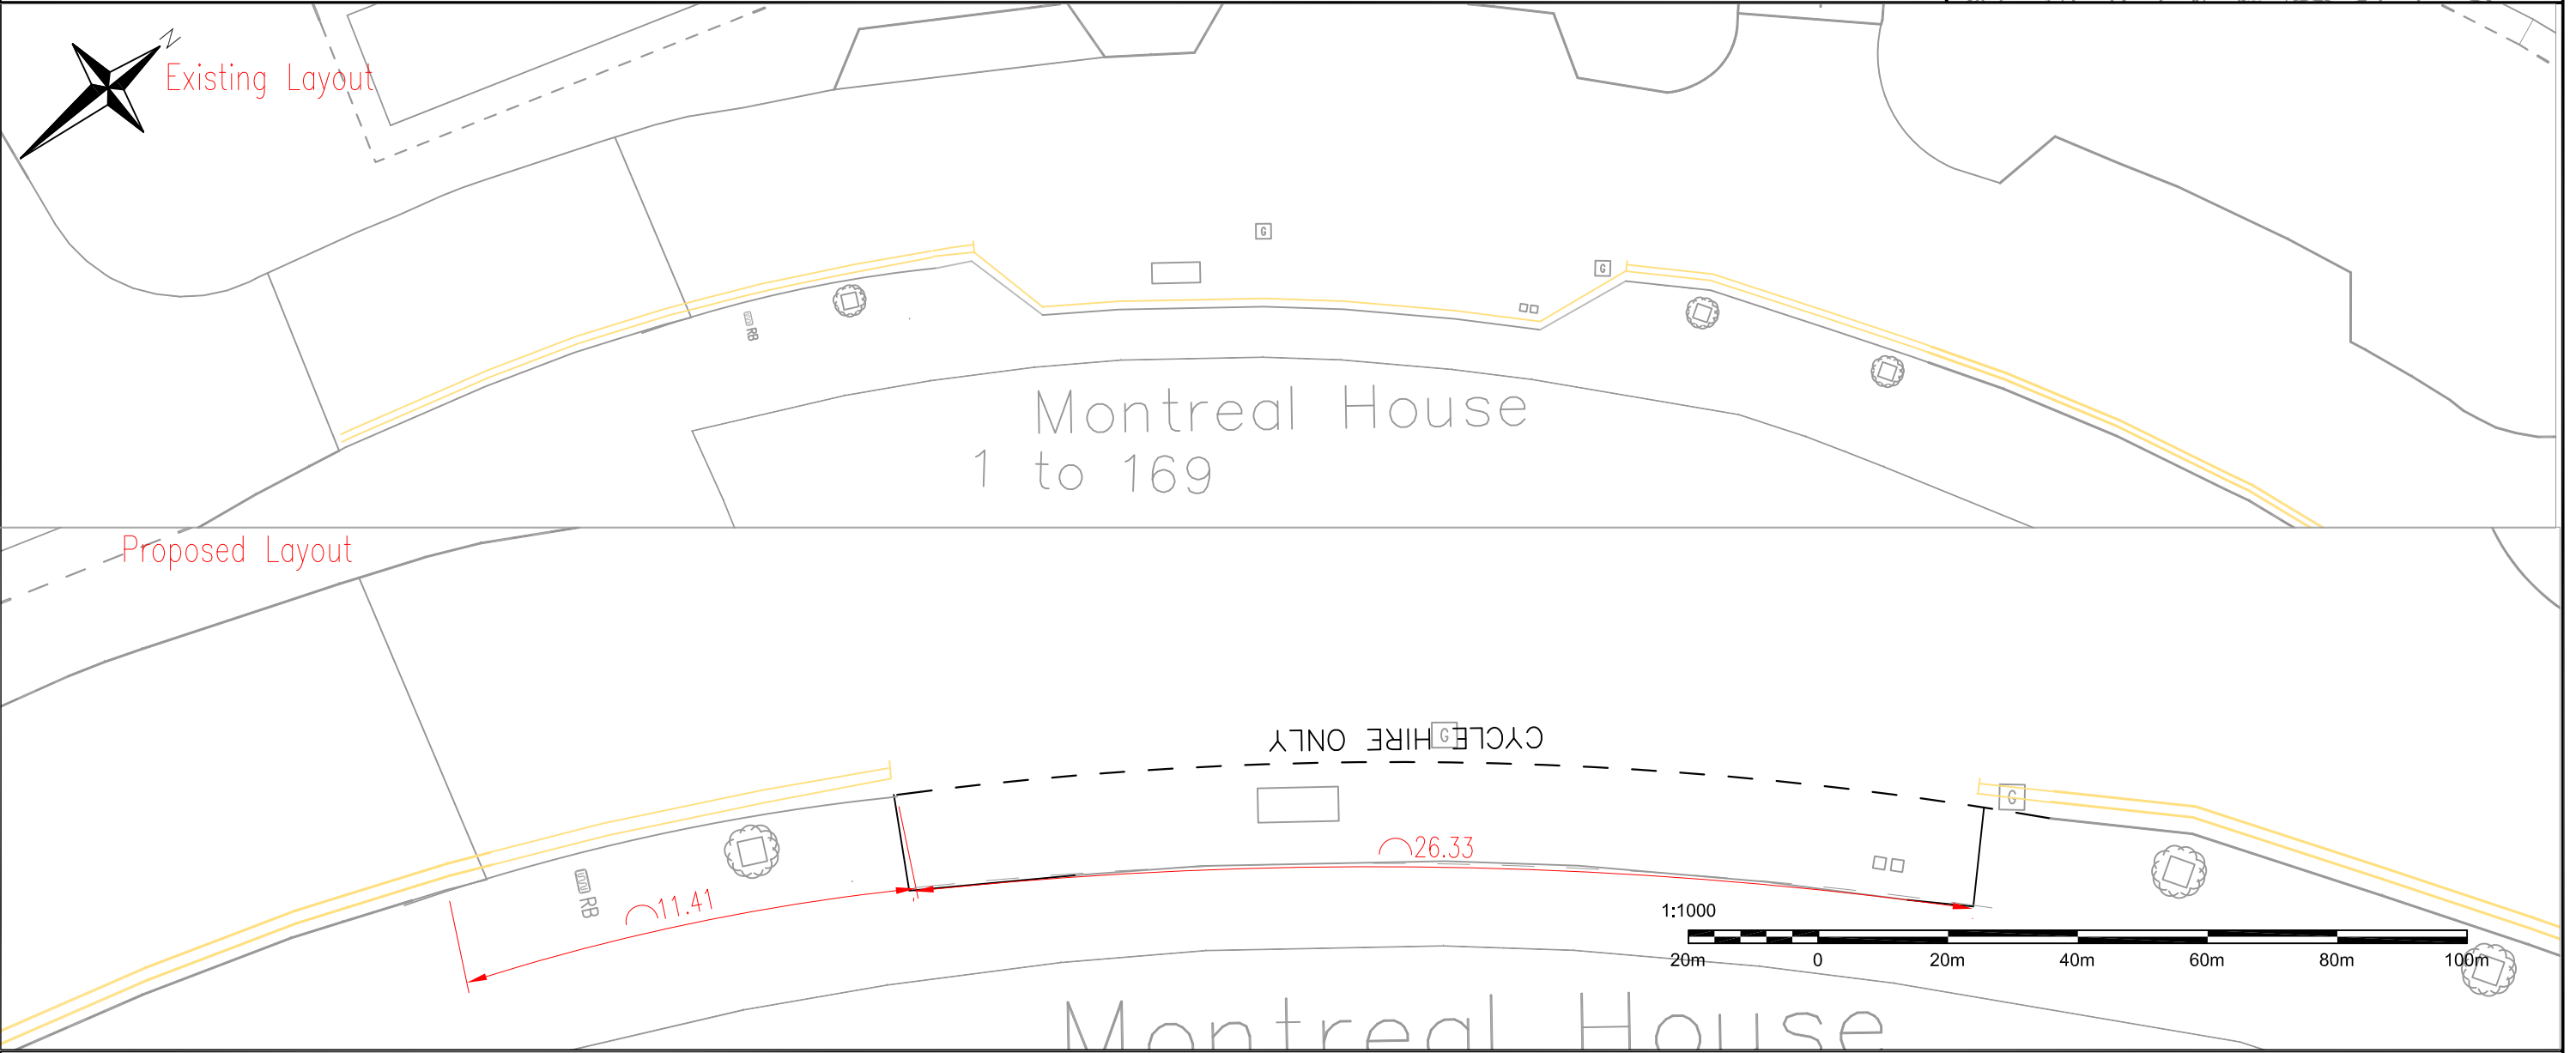 N
Existing Layout
G
G
RB
Montreal House
1 to 169
Proposed Layout
CYCLE HIRE ONLY
G
G
26.33
RB
11.41
1:1000
20m 0 20m 40m 60m 80m 100m
Montreal House